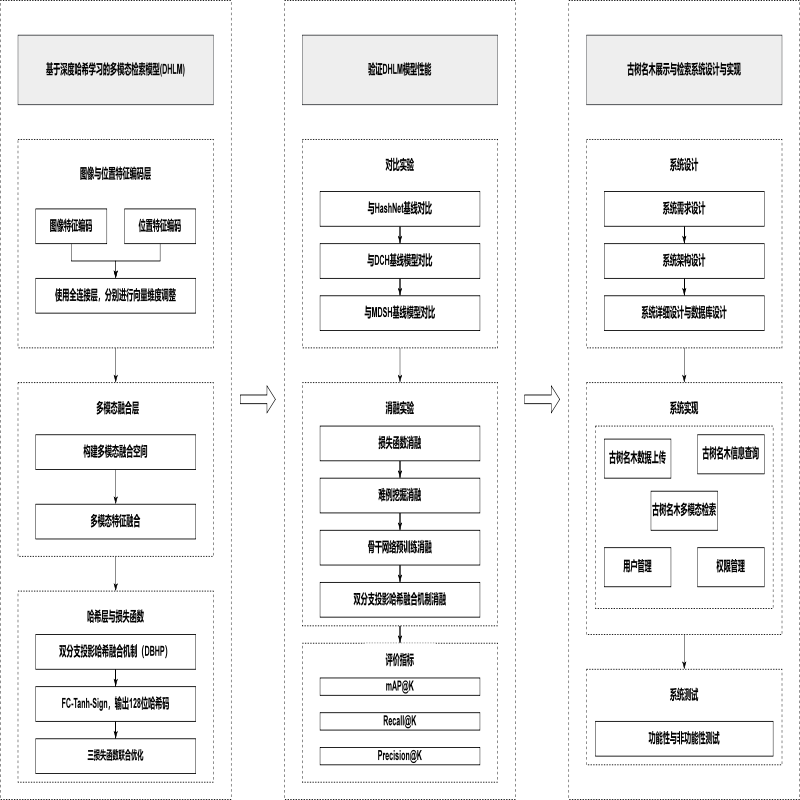 基于深度哈希学习的多模态检索模型(DHLM)
图像与位置特征编码层
图像特征编码
位置特征编码
使用全连接层，分别进行向量维度调整
多模态融合层
构建多模态融合空间
多模态特征融合
哈希层与损失函数
双分支投影哈希融合机制（DBHP）
FC-Tanh-Sign，输出128位哈希码
三损失函数联合优化
验证DHLM模型性能
对比实验
与HashNet基线对比
与DCH基线模型对比
与MDSH基线模型对比
消融实验
损失函数消融
难例挖掘消融
骨干网络预训练消融
双分支投影哈希融合机制消融
评价指标
mAP@K
Recall@K
Precision@K
古树名木展示与检索系统设计与实现
系统设计
系统需求设计
系统架构设计
系统详细设计与数据库设计
系统实现
古树名木数据上传
古树名木信息查询
古树名木多模态检索
用户管理
权限管理
系统测试
功能性与非功能性测试